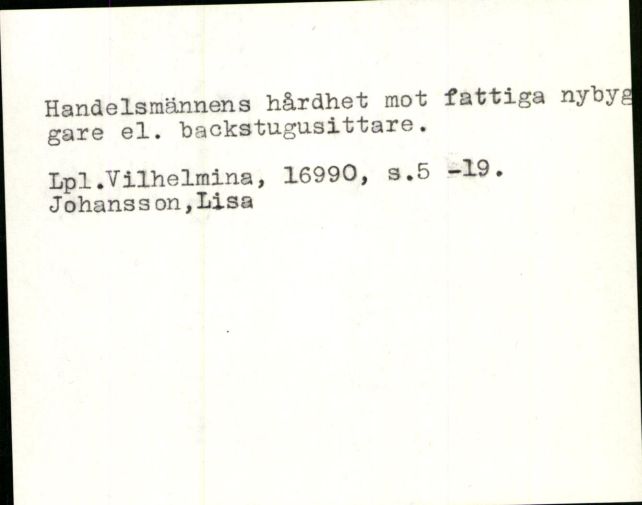 Handelsmännens hårdhet mot fattiga nybyg
gare el. backstugusittare.
Lpl.Vilhelmina, 16990, s.5 -19.
Johansson,Lisa